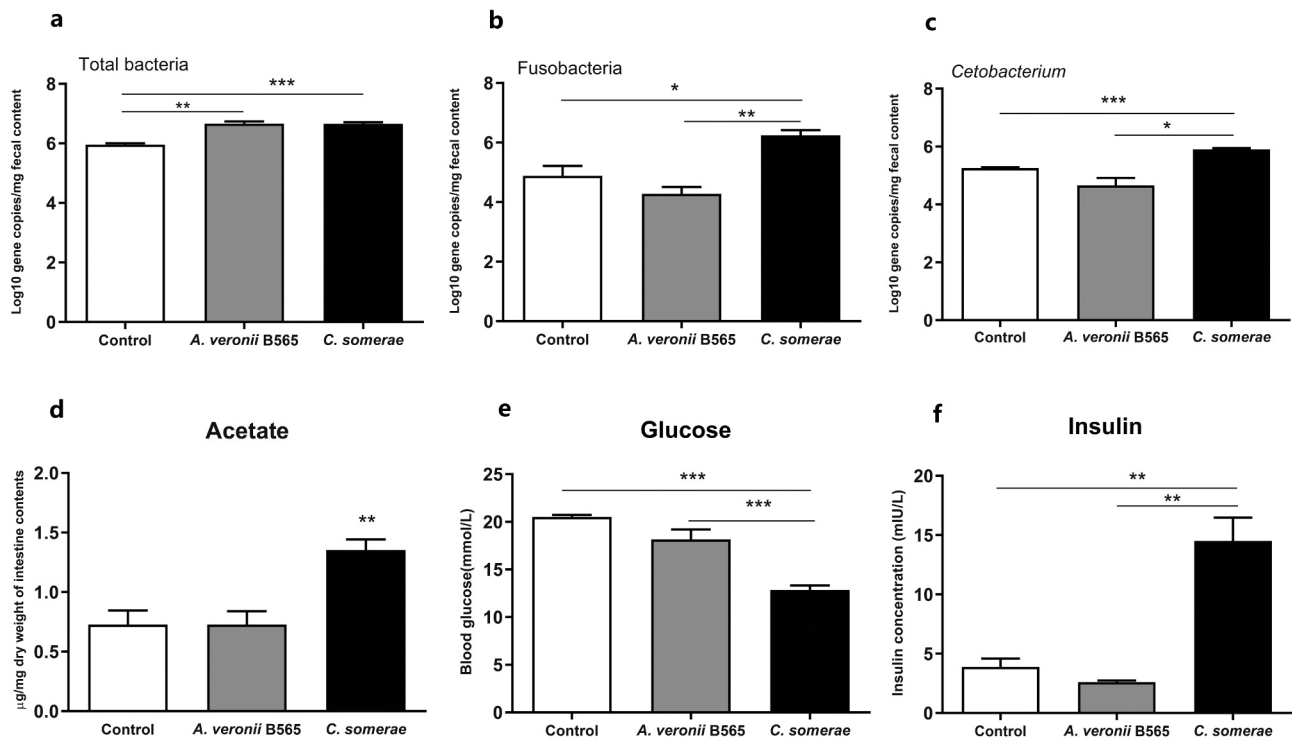 a
Total bacteria
Log10 gene copies/mg fecal content
8
6
4
2
0
***
**
Control
A. veronii B565
C. somerae
b
Fusobacteria
Log10 gene copies/mg fecal content
8
6
4
2
0
*
**
Control
A. veronii B565
C. somerae
c
Cetobacterium
Log10 gene copies/mg fecal content
8
6
4
2
0
***
*
Control
A. veronii B565
C. somerae
d
Acetate
μg/mg dry weight of intestine contents
2.0
1.5
1.0
0.5
0.0
**
Control
A. veronii B565
C. somerae
e
Glucose
Blood glucose(mmol/L)
25
20
15
10
5
0
***
***
Control
A. veronii B565
C. somerae
f
Insulin
Insulin concentration (mIU/L)
20
15
10
5
0
**
**
Control
A. veronii B565
C. somerae